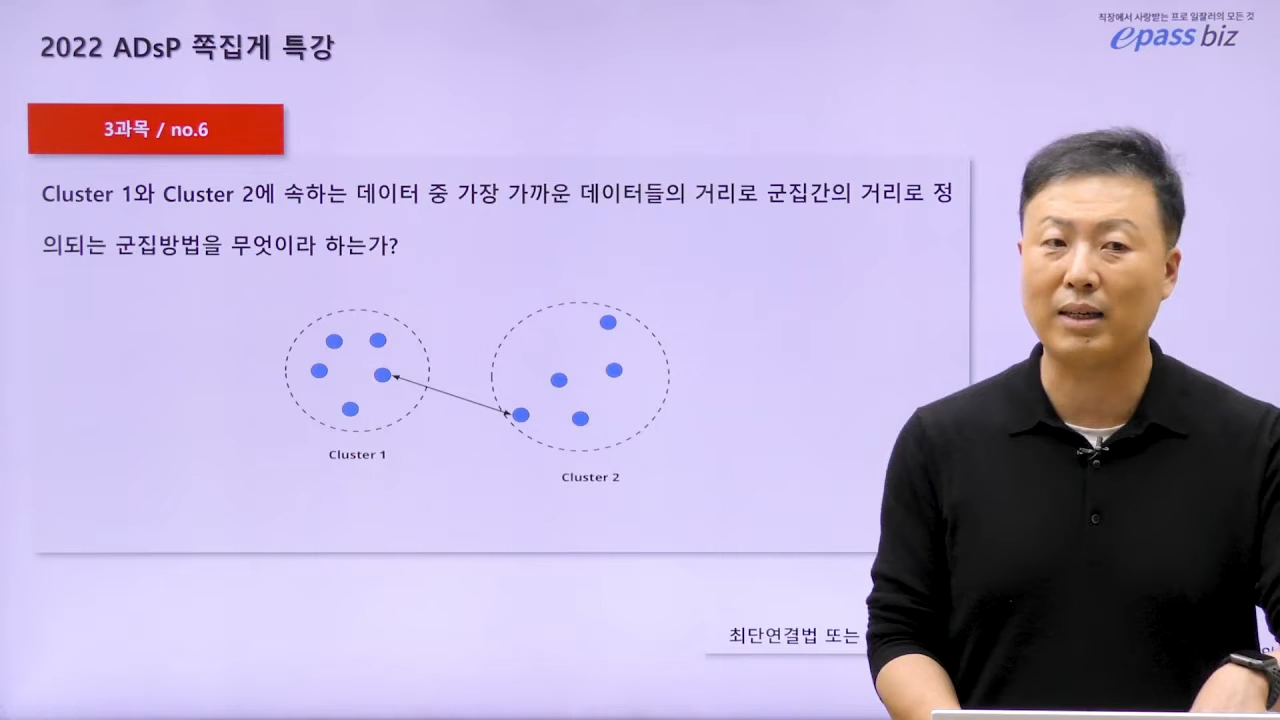 직장에서 사랑받는 프로 일잘러의 모든 것
epass biz
2022 ADsP 쪽집게 특강
3과목 / no.6
Cluster 1와 Cluster 2에 속하는 데이터 중 가장 가까운 데이터들의 거리로 군집간의 거리로 정
의되는 군집방법을 무엇이라 하는가?
Cluster 1
Cluster 2
최단연결법 또는